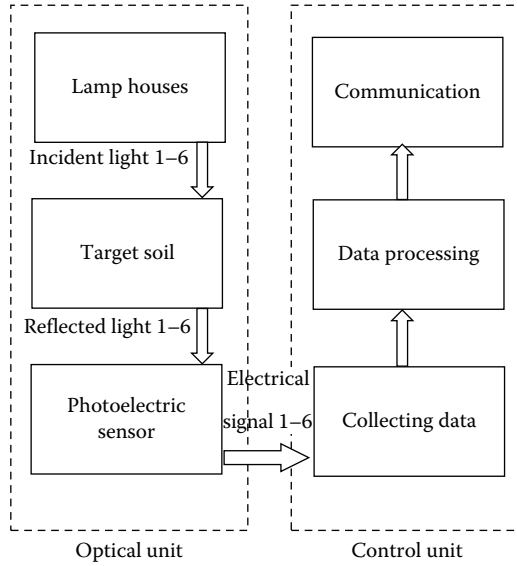 Lamp houses
Incident light 1–6
Target soil
Reflected light 1–6
Photoelectric
sensor
Electrical
signal 1–6
Optical unit
Communication
Data processing
Collecting data
Control unit